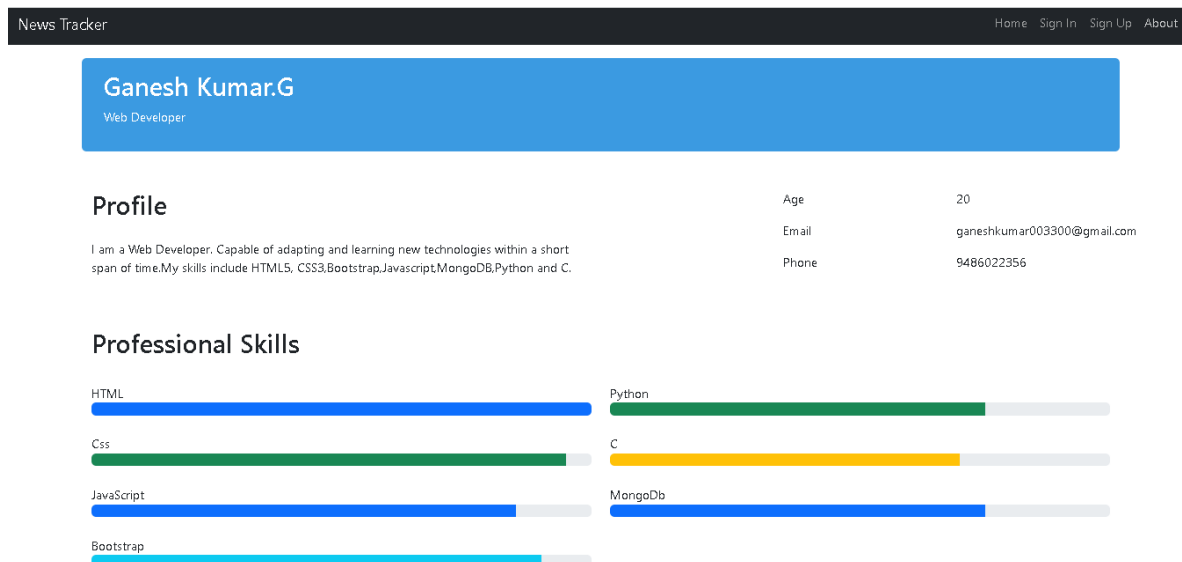 News Tracker
Home Sign In Sign Up About
Ganesh Kumar.G
Web Developer
Profile
I am a Web Developer. Capable of adapting and learning new technologies within a short
span of time.My skills include HTML5, CSS3,Bootstrap,Javascript,MongoDB,Python and C.
Age 20
Email ganeshkumar003300@gmail.com
Phone 9486022356
Professional Skills
HTML
Python
Css
C
JavaScript
MongoDb
Bootstrap